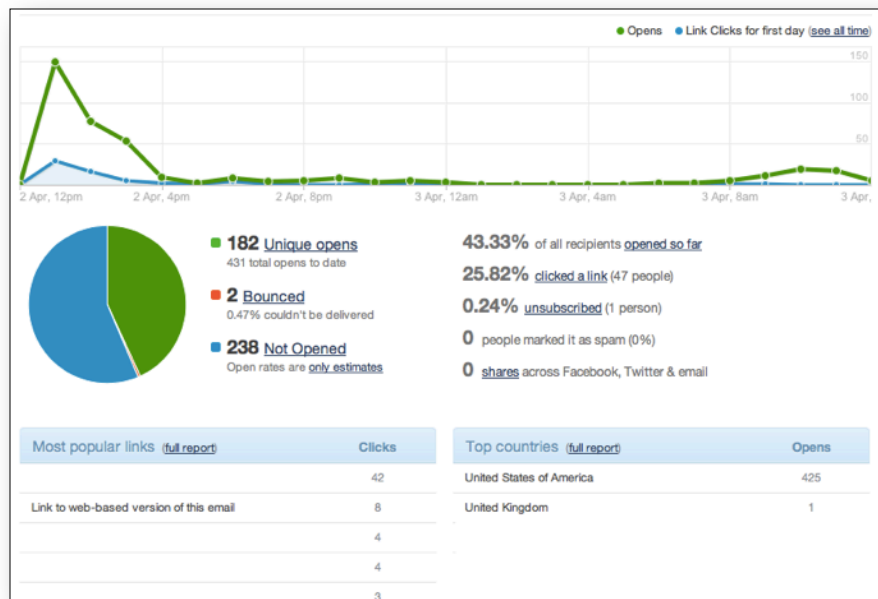 Opens Link Clicks for first day (see all time)
150
100
50
2 Apr, 12pm 2 Apr, 4pm 2 Apr, 8pm 3 Apr, 12am 3 Apr, 4am 3 Apr, 8am 3 Apr,
182 Unique opens
431 total opens to date
2 Bounced
0.47% couldn't be delivered
238 Not Opened
Open rates are only estimates
43.33% of all recipients opened so far
25.82% clicked a link (47 people)
0.24% unsubscribed (1 person)
0 people marked it as spam (0%)
0 shares across Facebook, Twitter & email
Most popular links (full report) Clicks
42
Link to web-based version of this email 8
4
4
3
Top countries (full report) Opens
United States of America 425
United Kingdom 1